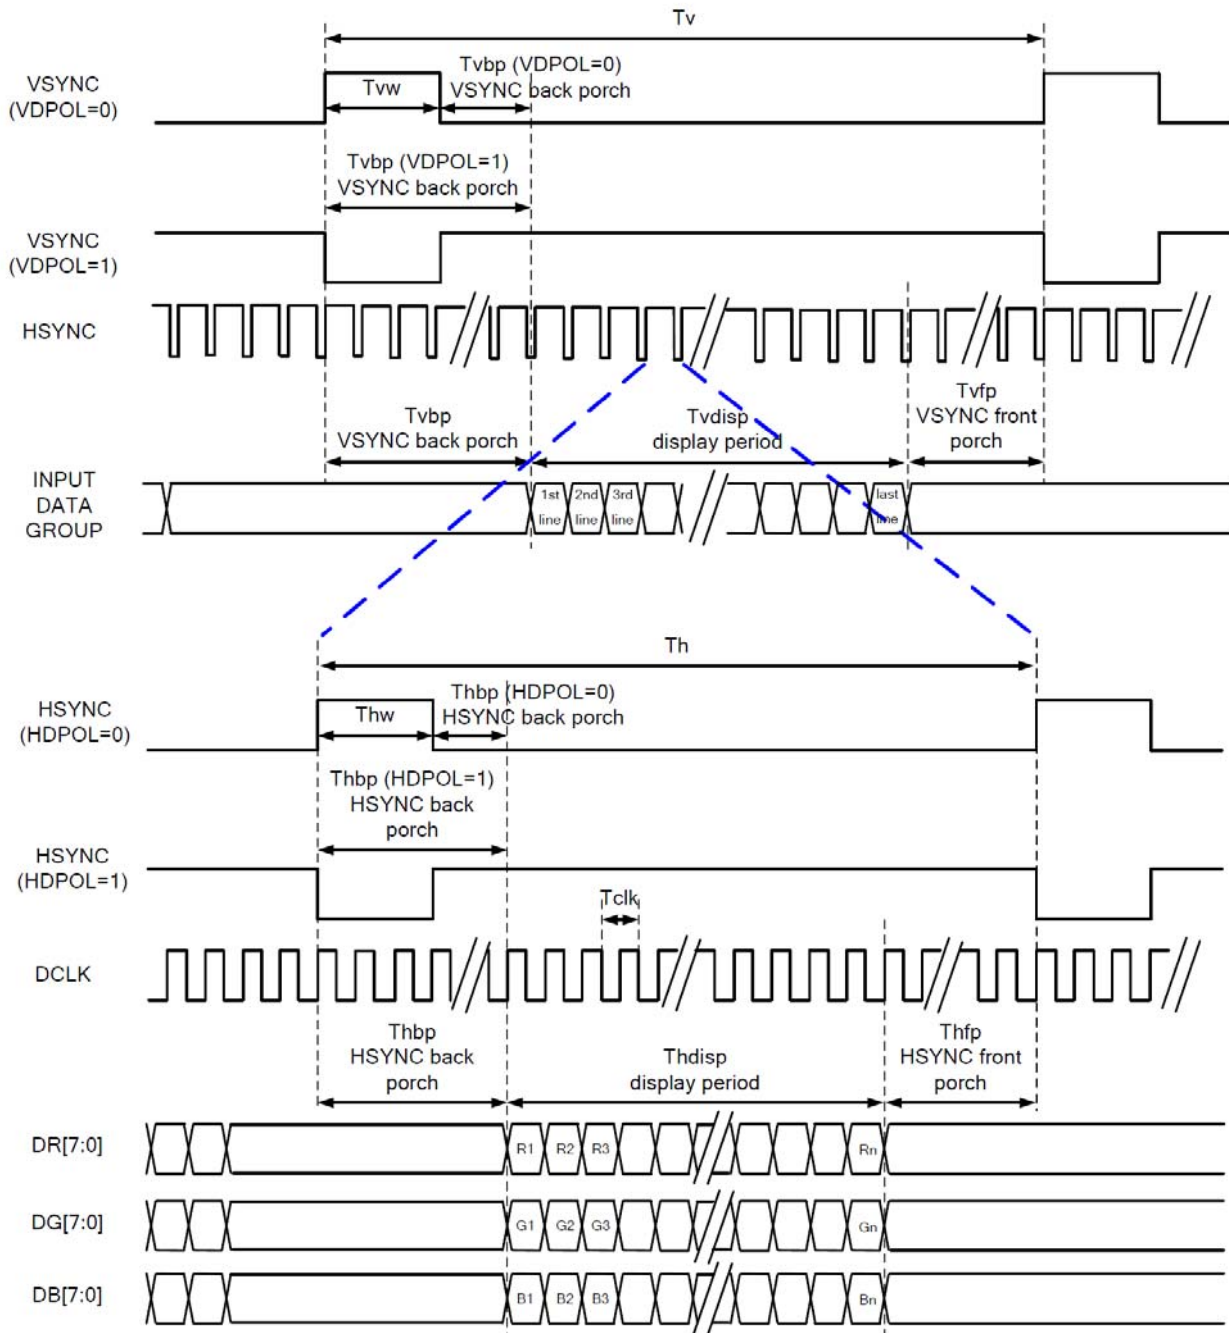 Tv
VSYNC
(VDPOL=0)
Tvw
Tvbp (VDPOL=0)
VSYNC back porch
Tvbp (VDPOL=1)
VSYNC back porch
VSYNC
(VDPOL=1)
HSYNC
Tvbp
VSYNC back porch
Tvdisp
display period
Tvfp
VSYNC front
porch
INPUT
DATA
GROUP
1st
line
2nd
line
3rd
line
last
line
Th
HSYNC
(HDPOL=0)
Thw
Thbp (HDPOL=0)
HSYNC back porch
Thbp (HDPOL=1)
HSYNC back
porch
HSYNC
(HDPOL=1)
Tclk
DCLK
Thbp
HSYNC back
porch
Thdisp
display period
Thfp
HSYNC front
porch
DR[7:0]
R1
R2
R3
Rn
DG[7:0]
G1
G2
G3
Gn
DB[7:0]
B1
B2
B3
Bn